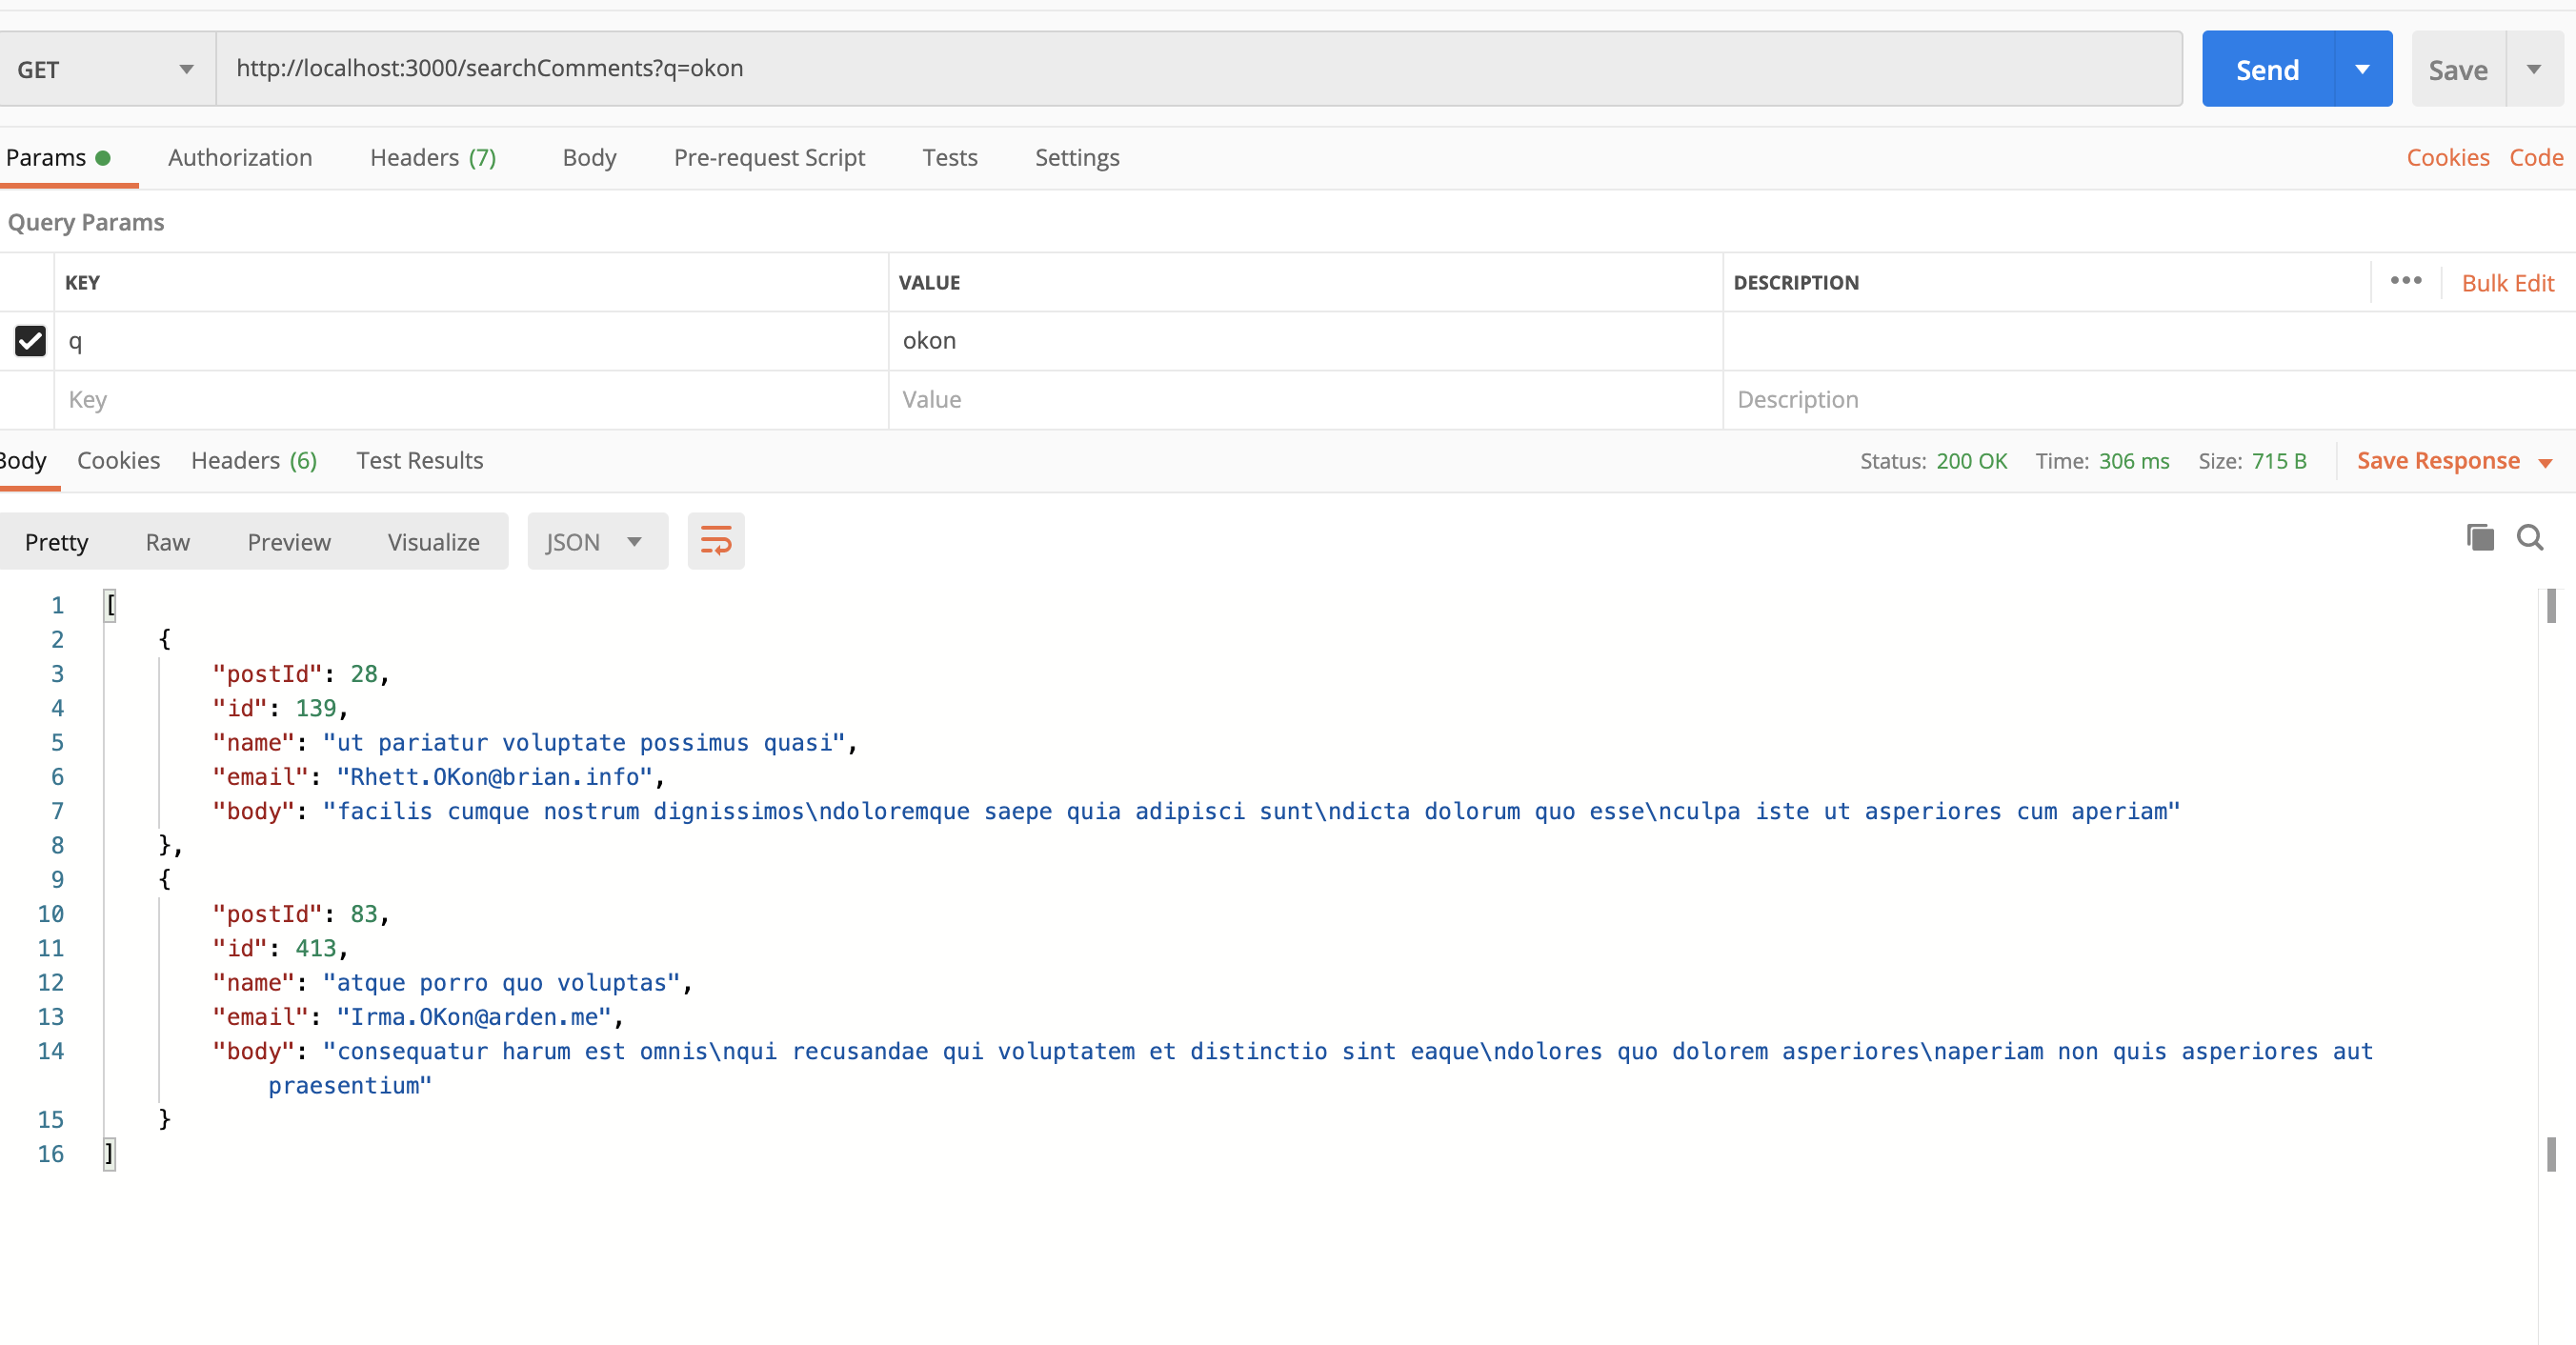 GET http://localhost:3000/searchComments?q=okon Send Save
Params Authorization Headers (7) Body Pre-request Script Tests Settings Cookies Code
Query Params
KEY VALUE DESCRIPTION ••• Bulk Edit
q okon
Key Value Description
Body Cookies Headers (6) Test Results Status: 200 OK Time: 306 ms Size: 715 B Save Response
Pretty Raw Preview Visualize JSON
1 [
2 {
3 "postId": 28,
4 "id": 139,
5 "name": "ut pariatur voluptate possimus quasi",
6 "email": "Rhett.OKon@brian.info",
7 "body": "facilis cumque nostrum dignissimos\ndoloremque saepe quia adipisci sunt\ndicta dolorum quo esse\nculpa iste ut asperiores cum aperiam"
8 },
9 {
10 "postId": 83,
11 "id": 413,
12 "name": "atque porro quo voluptas",
13 "email": "Irma.OKon@arden.me",
14 "body": "consequatur harum est omnis\nqui recusandae qui voluptatem et distinctio sint eaque\ndolores quo dolorem asperiores\naperiam non quis asperiores aut
praesentium"
15 }
16 ]